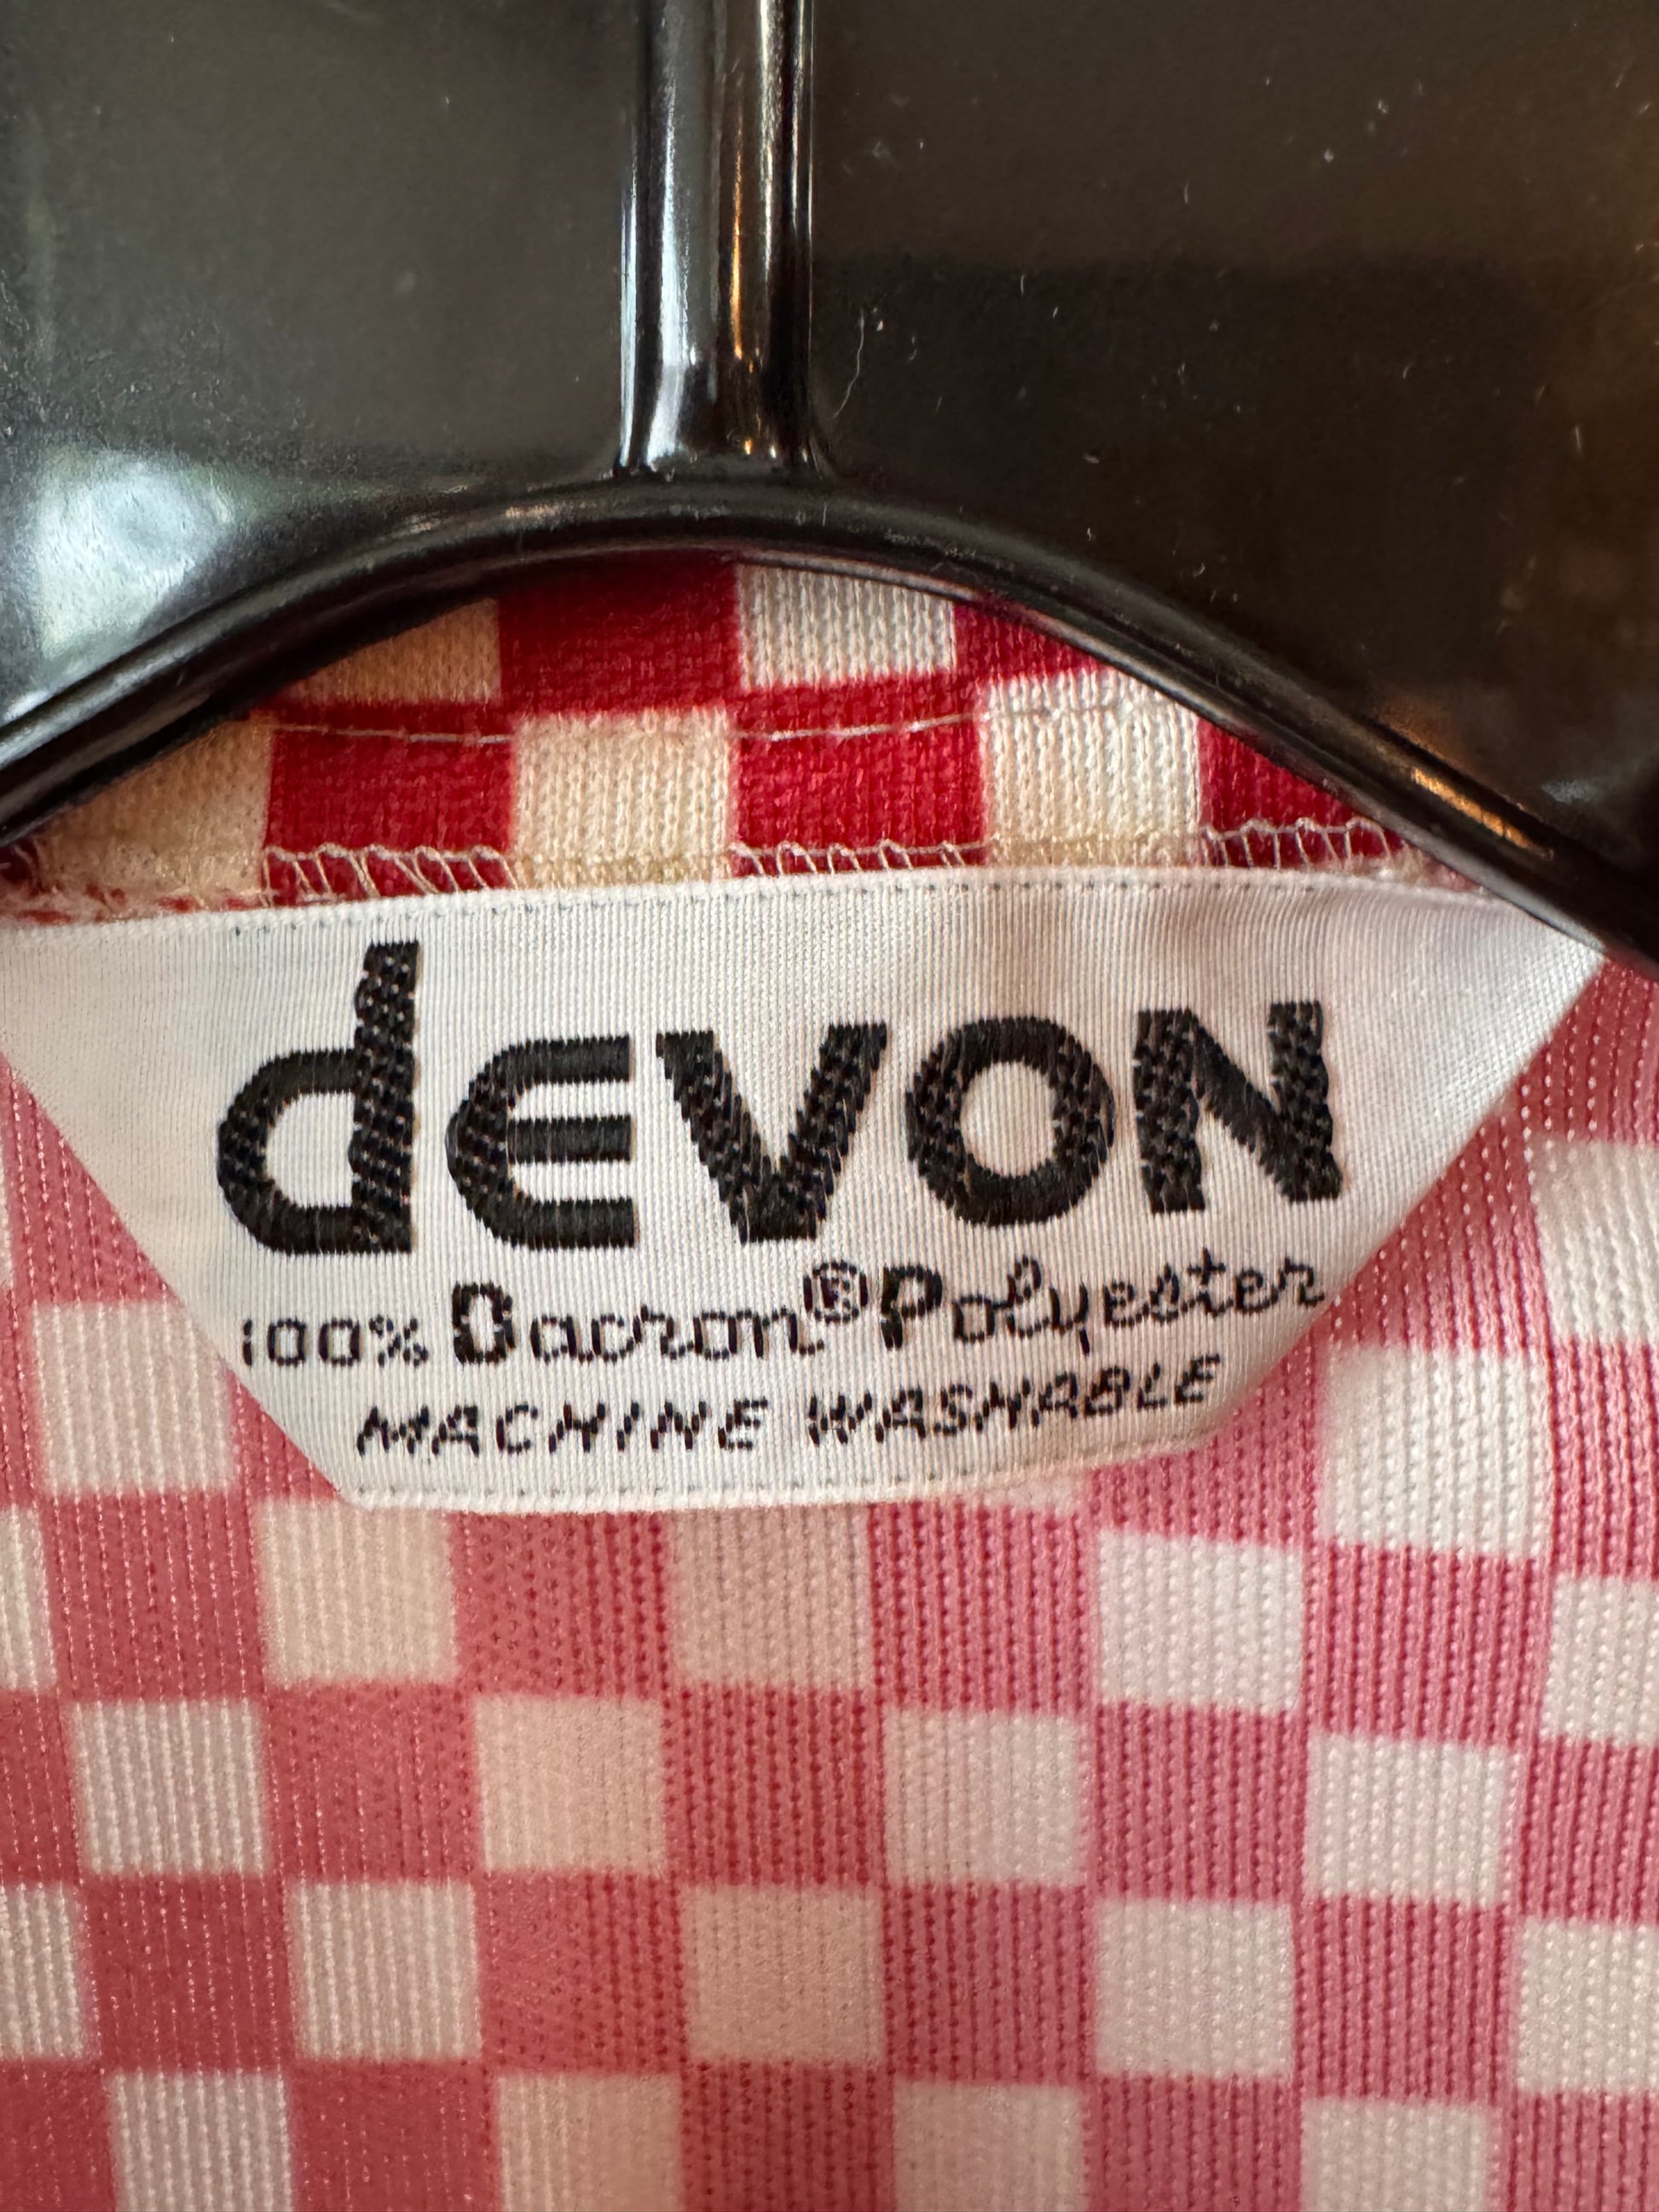 dEVON
100% Dacron® Polyester
MACHINE WASHABLE